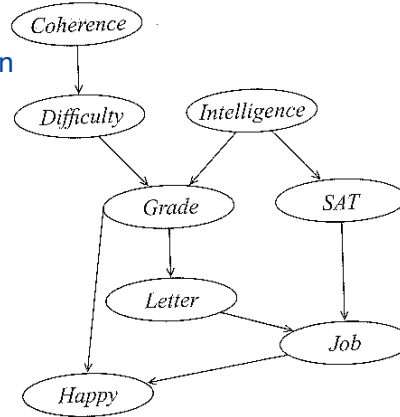 Coherence
n
Difficulty
Intelligence
Grade
SAT
Letter
Job
Happy